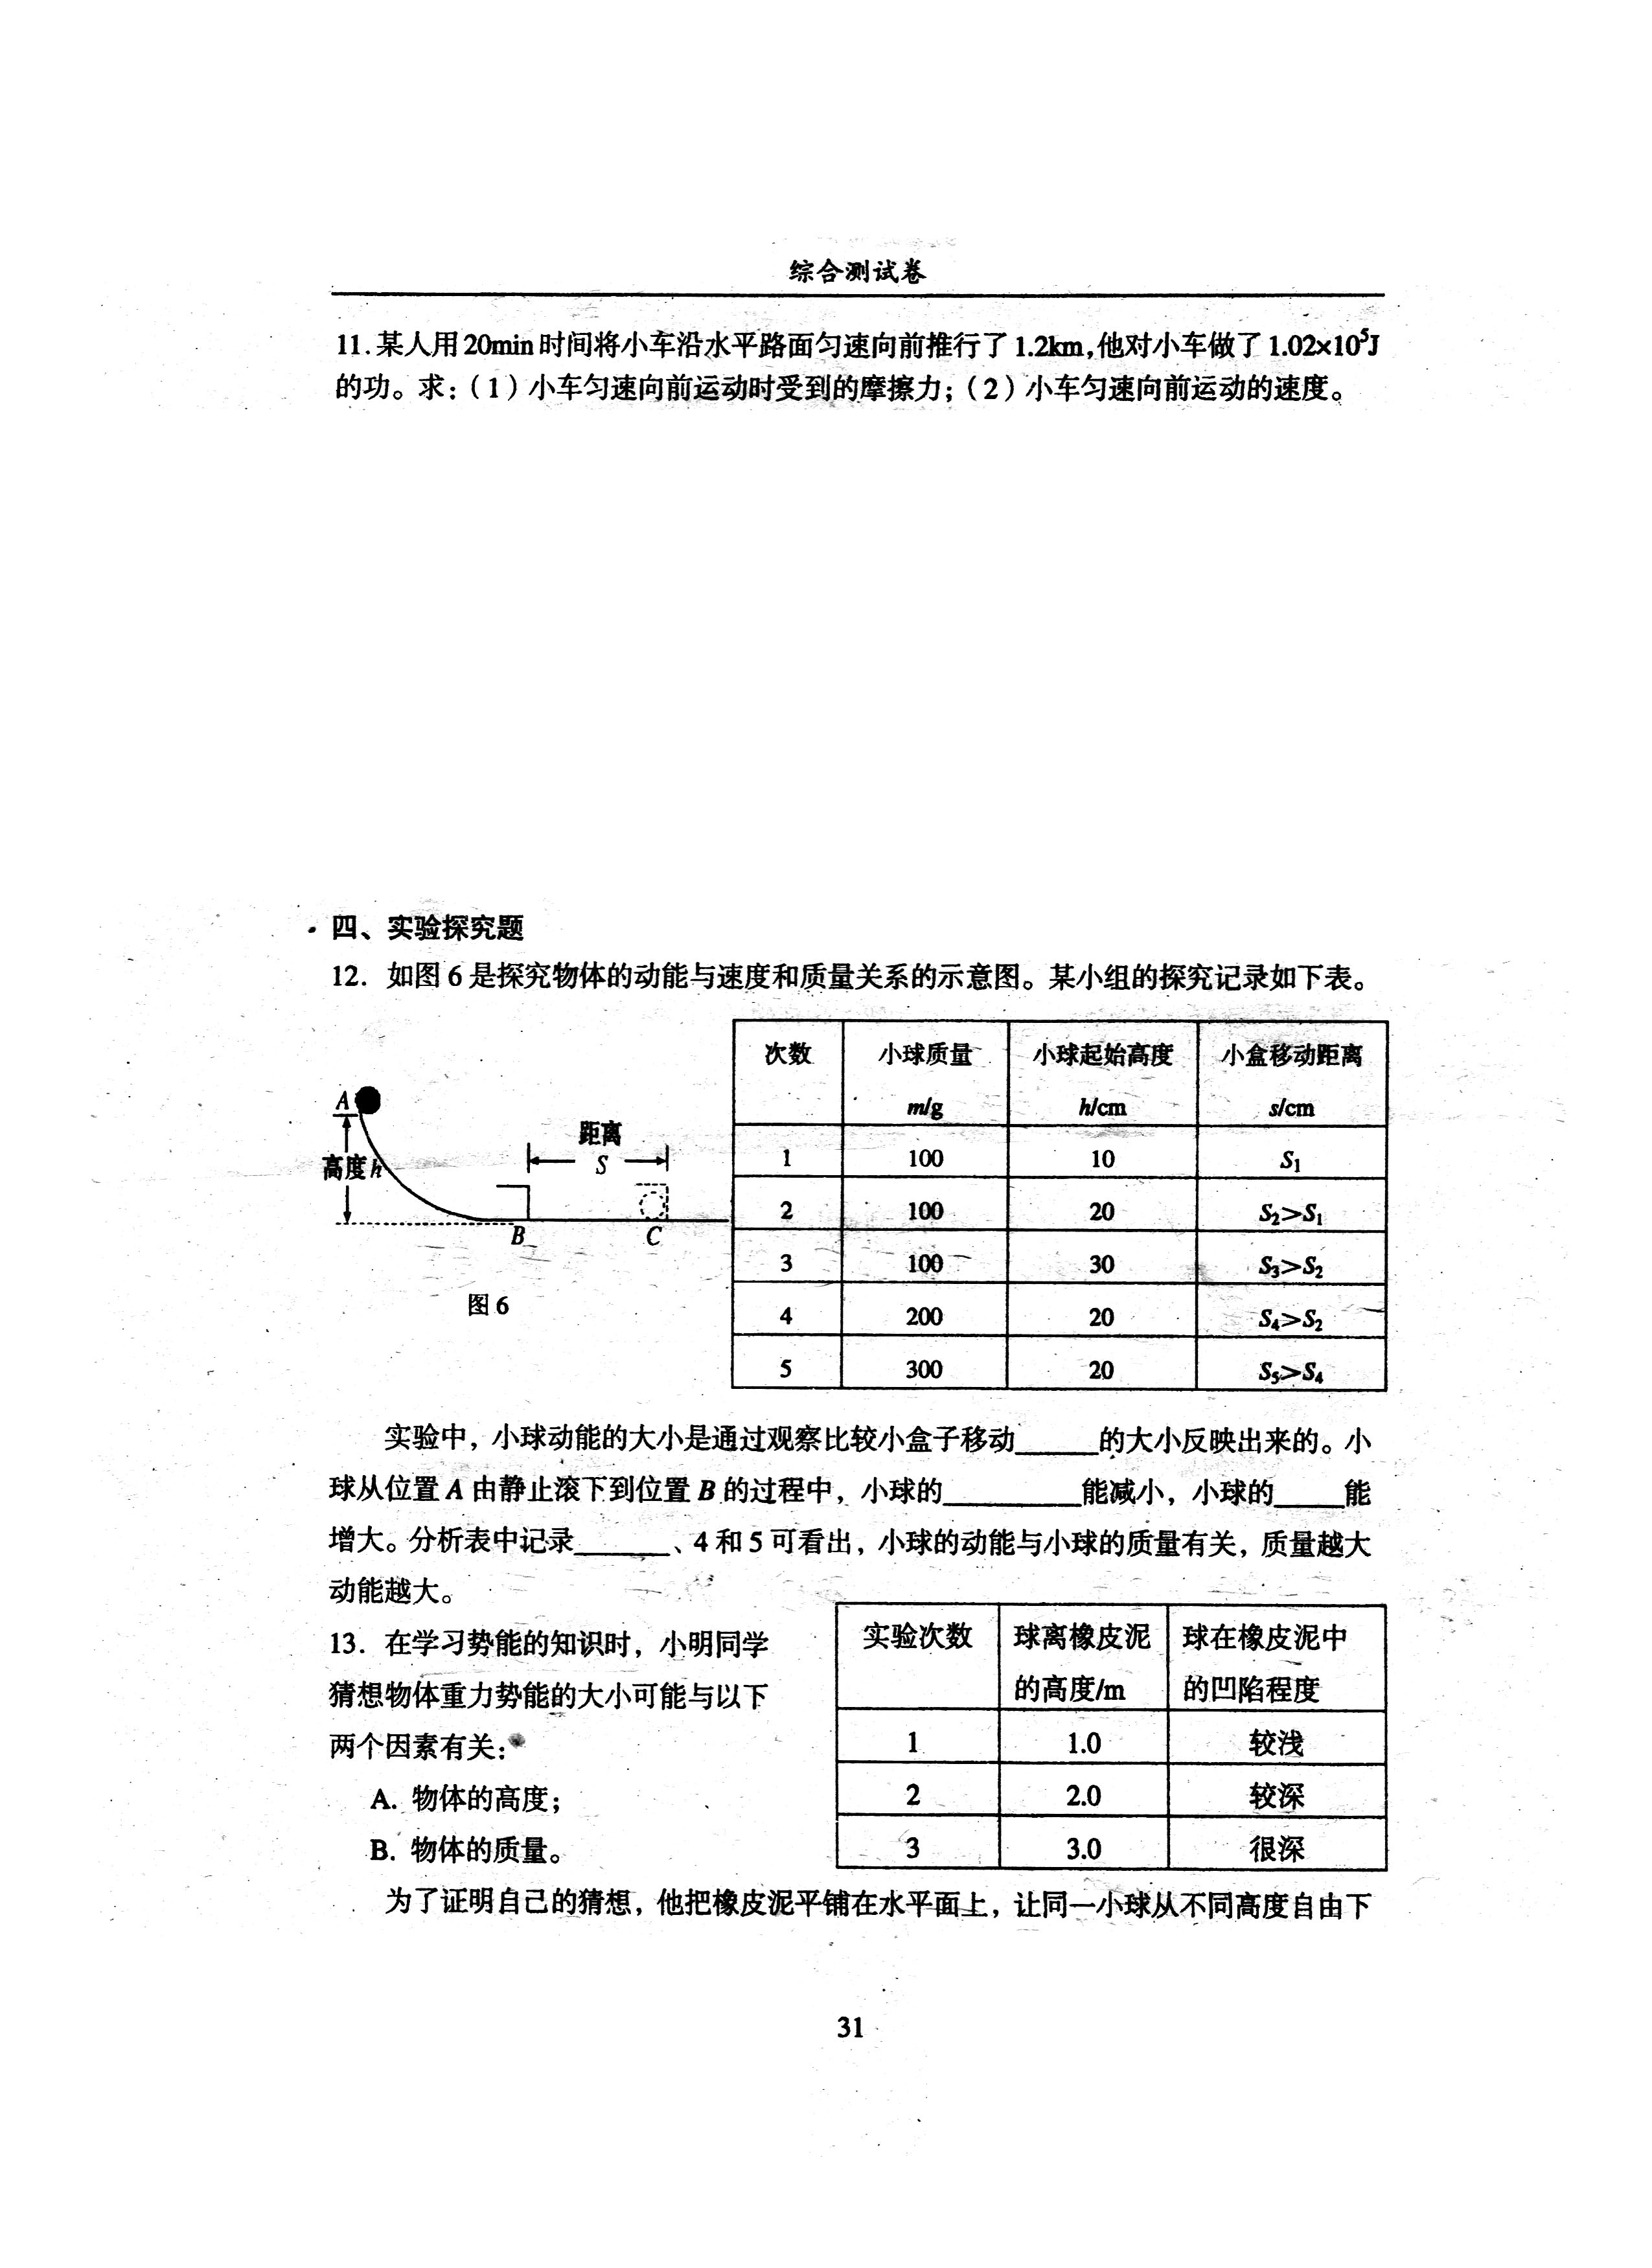 综合测试卷
11.某人用20min时间将小车沿水平路面匀速向前推行了1.2km,他对小车做了1.02×10⁵J
的功。求:(1)小车匀速向前运动时受到的摩擦力;(2)小车匀速向前运动的速度。
四、实验探究题
12. 如图6是探究物体的动能与速度和质量关系的示意图。某小组的探究记录如下表。
A
高度h
距离
S
B
C
图6
次数 小球质量 小球起始高度 小盒移动距离
m/g h/cm s/cm
1 100 10 S₁
2 100 20 S₂>S₁
3 100 30 S₃>S₂
4 200 20 S₄>S₂
5 300 20 S₅>S₄
实验中，小球动能的大小是通过观察比较小盒子移动______的大小反映出来的。小
球从位置A由静止滚下到位置B的过程中，小球的__________能减小，小球的_____能
增大。分析表中记录_______、4和5可看出，小球的动能与小球的质量有关，质量越大
动能越大。
13. 在学习势能的知识时，小明同学
猜想物体重力势能的大小可能与以下
两个因素有关:
A. 物体的高度；
B. 物体的质量。
实验次数 球离橡皮泥 球在橡皮泥中
的高度/m 的凹陷程度
1 1.0 较浅
2 2.0 较深
3 3.0 很深
为了证明自己的猜想，他把橡皮泥平铺在水平面上，让同一小球从不同高度自由下
31